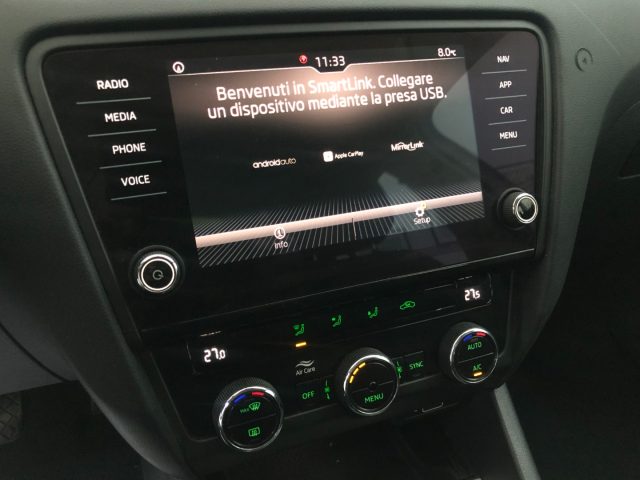 11:33
8.0°C
RADIO
MEDIA
PHONE
VOICE
Benvenuti in SmartLink. Collegare
un dispositivo mediante la presa USB.
androidauto
Apple CarPlay
MirrorLink
Info
Setup
NAV
APP
CAR
MENU
27.0
27.5
Air Care
OFF
MENU
SYNC
AUTO
A/C
MAX